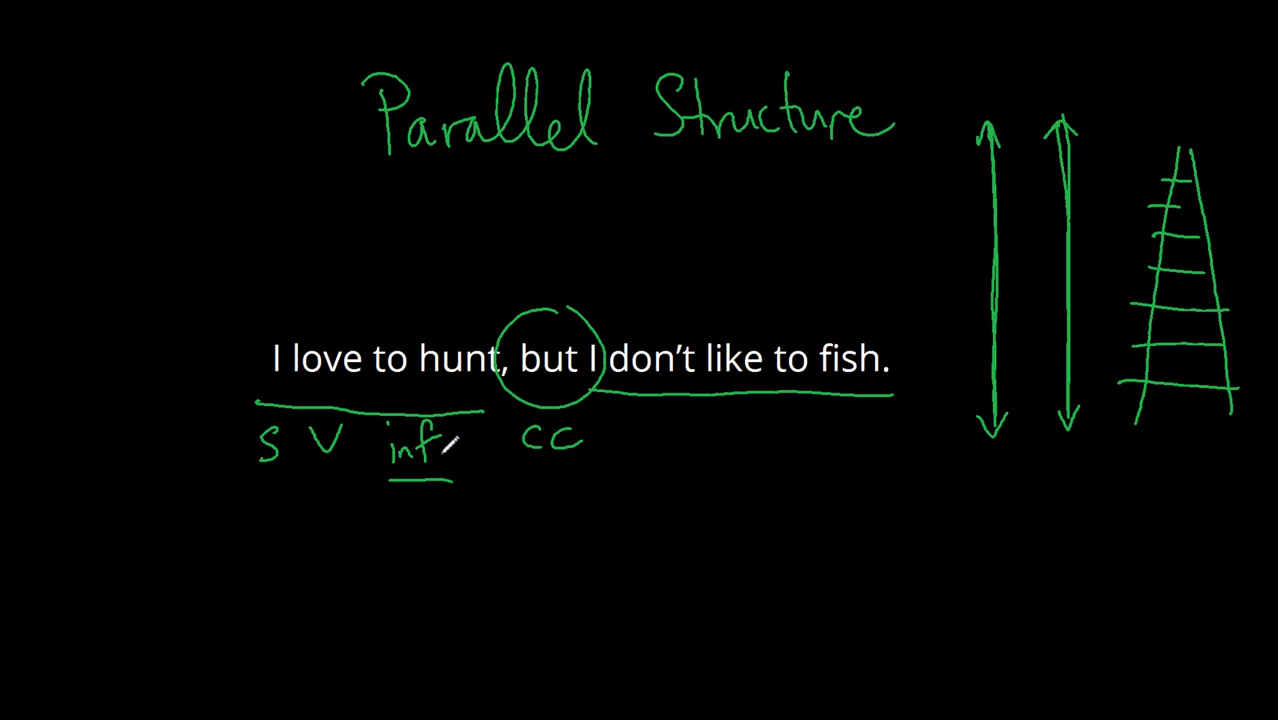 Parallel Structure
I love to hunt, but I don't like to fish.
S V inf CC